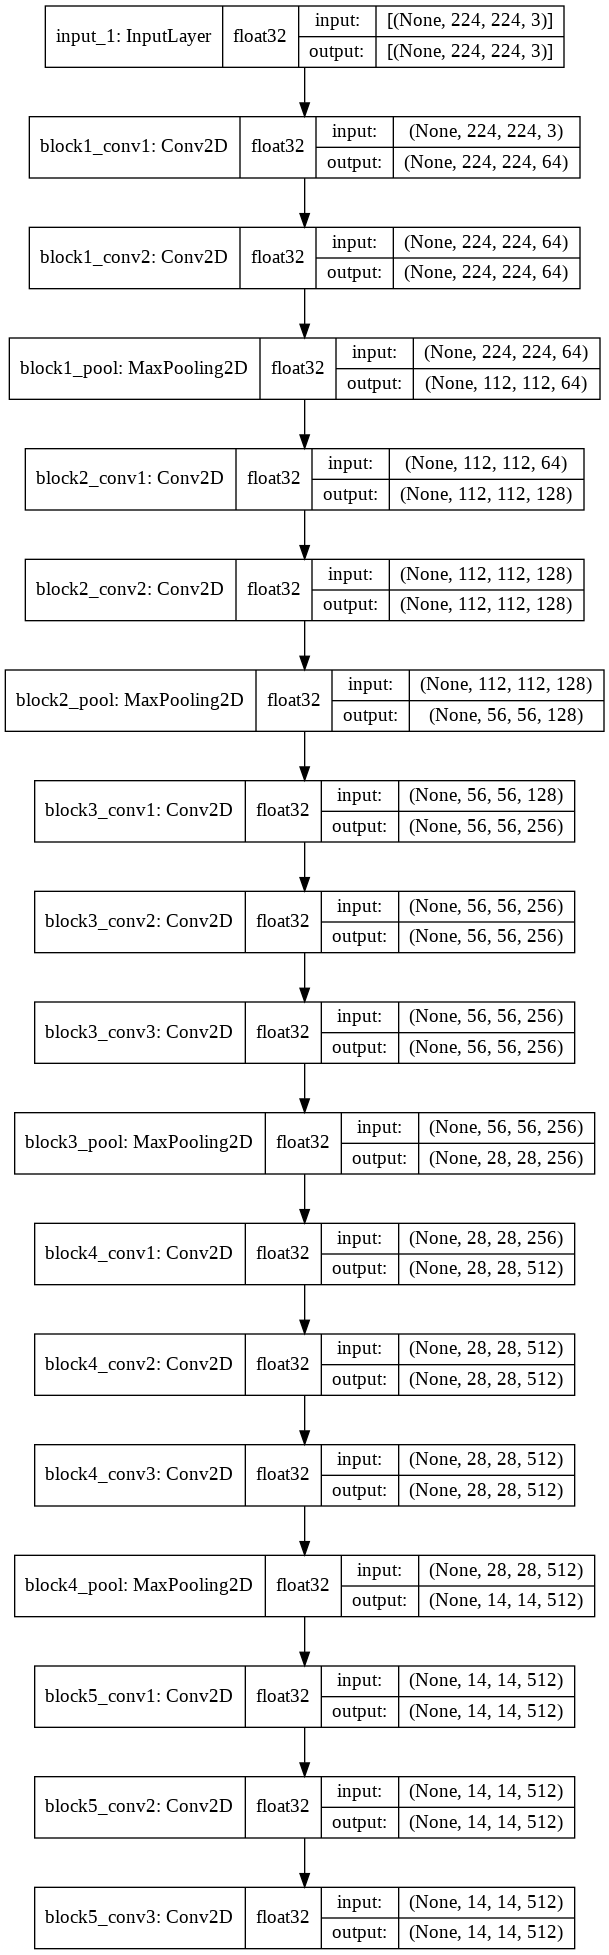 input_1: InputLayer float32 input: [(None, 224, 224, 3)]
output: [(None, 224, 224, 3)]
block1_conv1: Conv2D float32 input: (None, 224, 224, 3)
output: (None, 224, 224, 64)
block1_conv2: Conv2D float32 input: (None, 224, 224, 64)
output: (None, 224, 224, 64)
block1_pool: MaxPooling2D float32 input: (None, 224, 224, 64)
output: (None, 112, 112, 64)
block2_conv1: Conv2D float32 input: (None, 112, 112, 64)
output: (None, 112, 112, 128)
block2_conv2: Conv2D float32 input: (None, 112, 112, 128)
output: (None, 112, 112, 128)
block2_pool: MaxPooling2D float32 input: (None, 112, 112, 128)
output: (None, 56, 56, 128)
block3_conv1: Conv2D float32 input: (None, 56, 56, 128)
output: (None, 56, 56, 256)
block3_conv2: Conv2D float32 input: (None, 56, 56, 256)
output: (None, 56, 56, 256)
block3_conv3: Conv2D float32 input: (None, 56, 56, 256)
output: (None, 56, 56, 256)
block3_pool: MaxPooling2D float32 input: (None, 56, 56, 256)
output: (None, 28, 28, 256)
block4_conv1: Conv2D float32 input: (None, 28, 28, 256)
output: (None, 28, 28, 512)
block4_conv2: Conv2D float32 input: (None, 28, 28, 512)
output: (None, 28, 28, 512)
block4_conv3: Conv2D float32 input: (None, 28, 28, 512)
output: (None, 28, 28, 512)
block4_pool: MaxPooling2D float32 input: (None, 28, 28, 512)
output: (None, 14, 14, 512)
block5_conv1: Conv2D float32 input: (None, 14, 14, 512)
output: (None, 14, 14, 512)
block5_conv2: Conv2D float32 input: (None, 14, 14, 512)
output: (None, 14, 14, 512)
block5_conv3: Conv2D float32 input: (None, 14, 14, 512)
output: (None, 14, 14, 512)